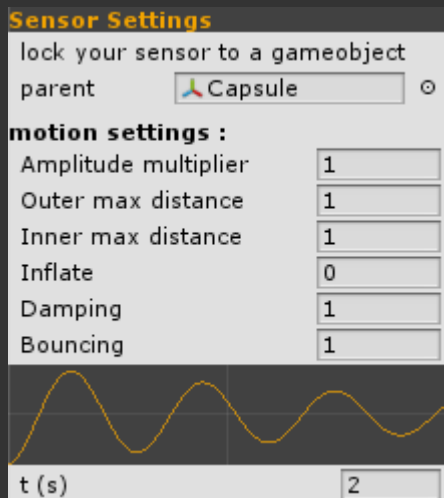 Sensor Settings
lock your sensor to a gameobject
parent Capsule
motion settings :
Amplitude multiplier 1
Outer max distance 1
Inner max distance 1
Inflate 0
Damping 1
Bouncing 1
t (s) 2